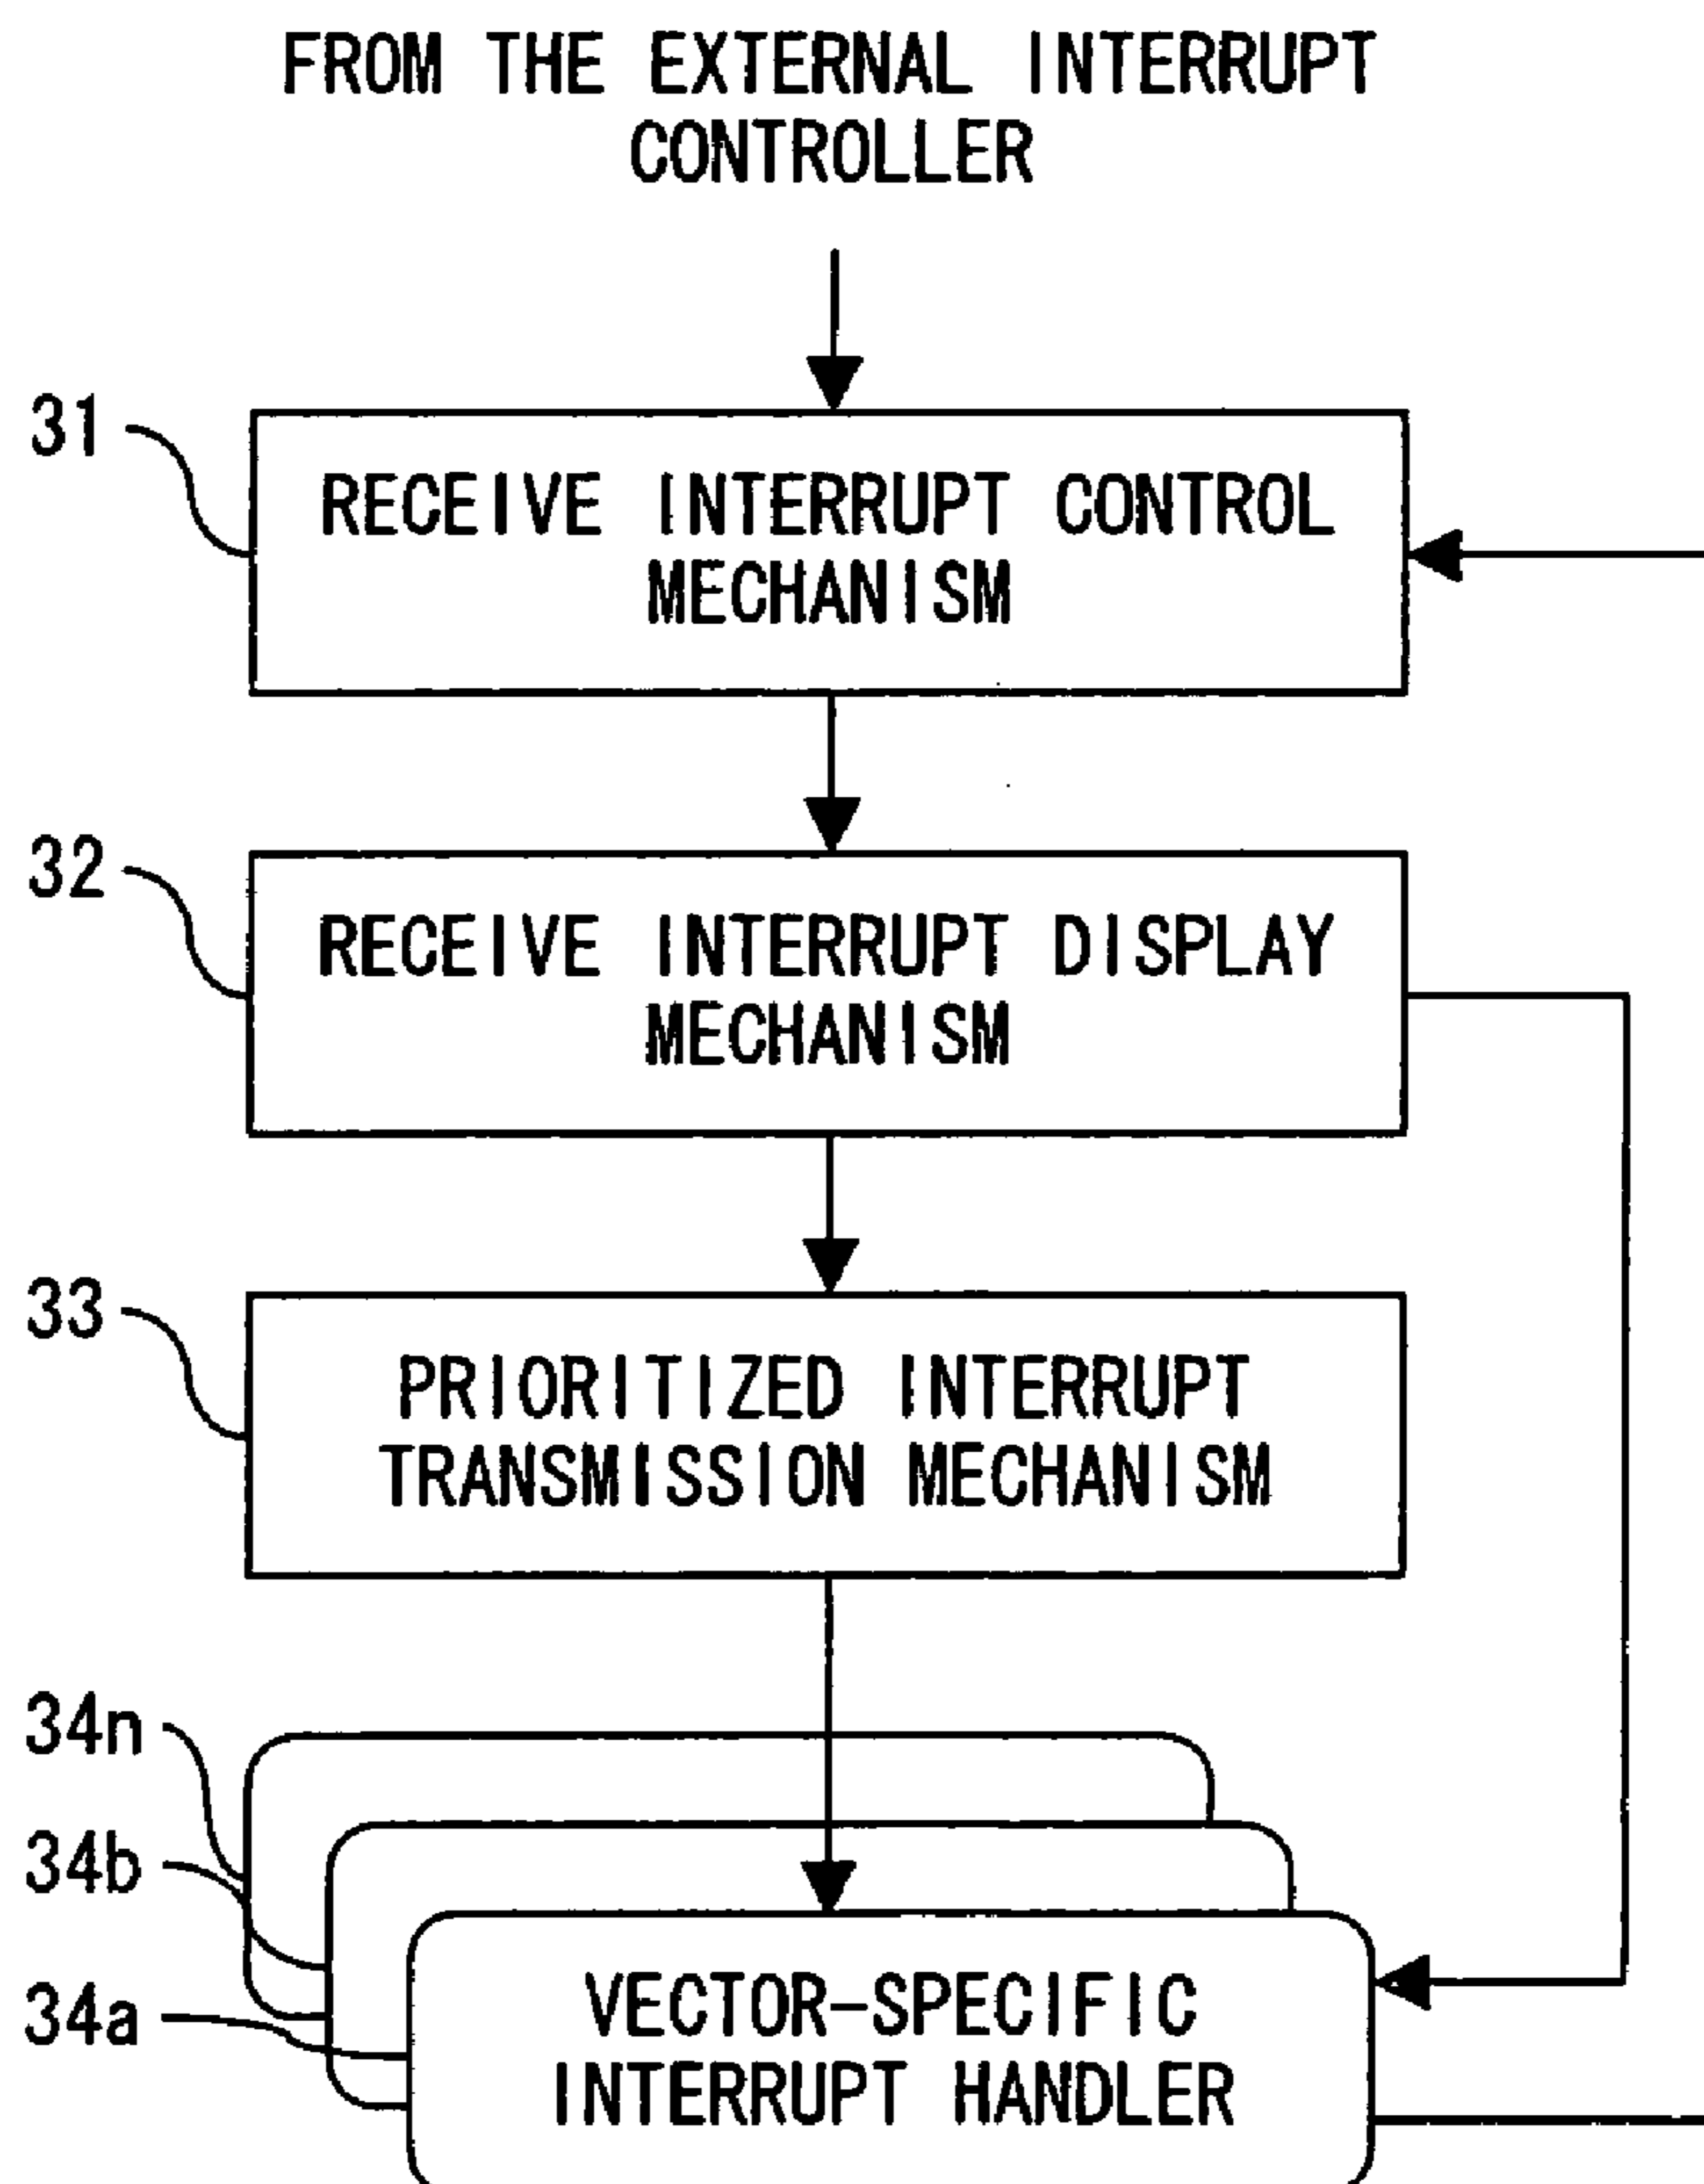 FROM THE EXTERNAL INTERRUPT
CONTROLLER
31
RECEIVE INTERRUPT CONTROL
MECHANISM
32
RECEIVE INTERRUPT DISPLAY
MECHANISM
33
PRIORITIZED INTERRUPT
TRANSMISSION MECHANISM
34n
34b
34a
VECTOR-SPECIFIC
INTERRUPT HANDLER